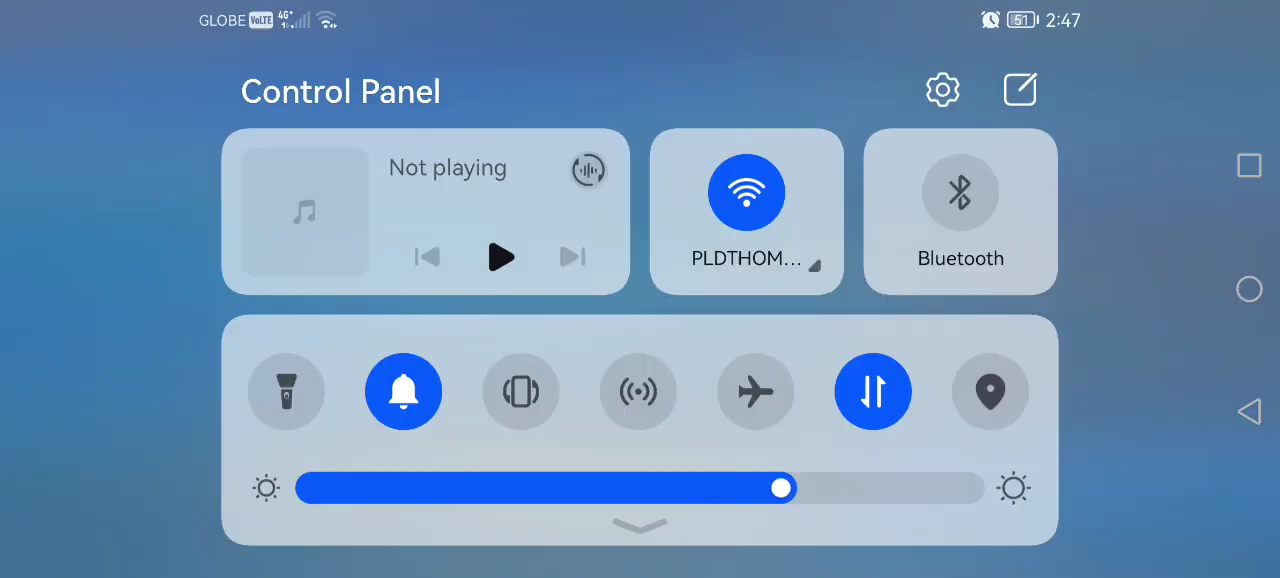 GLOBE VoLTE 4G+ 51 2:47
Control Panel
Not playing
PLDTHOM...
Bluetooth